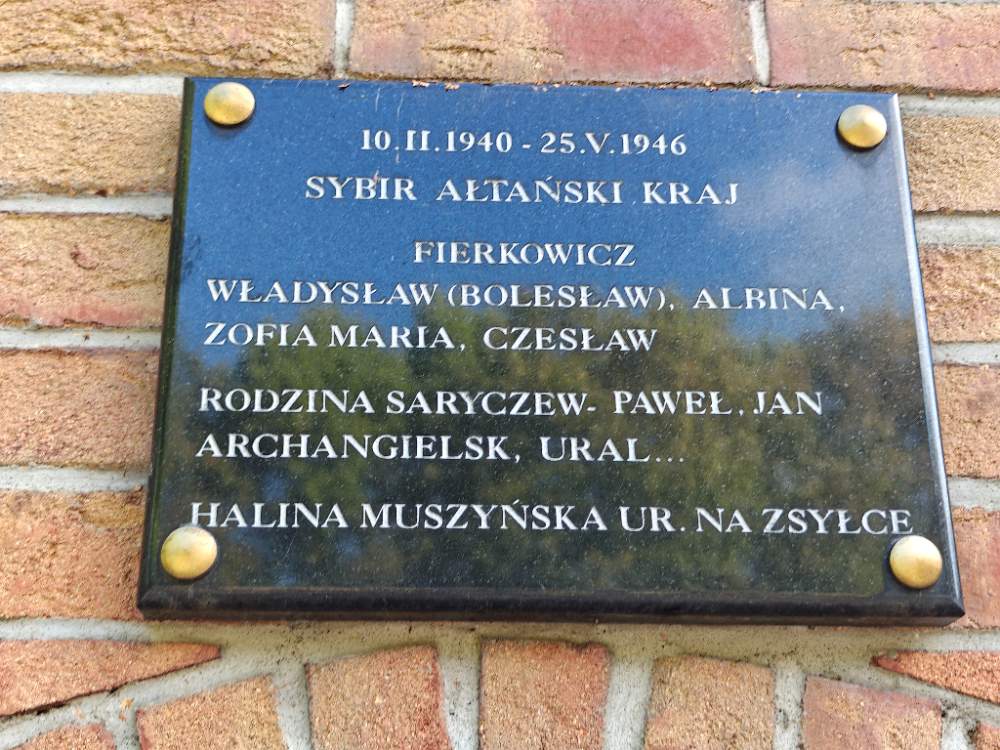 10.II.1940 - 25.V.1946
SYBIR AŁTAŃSKI KRAJ
FIERKOWICZ
WŁADYSŁAW (BOLESŁAW), ALBINA,
ZOFIA MARIA, CZESŁAW
RODZINA SARYCZEW- PAWEŁ, JAN
ARCHANGIELSK, URAL...
HALINA MUSZYŃSKA UR. NA ZSYŁCE